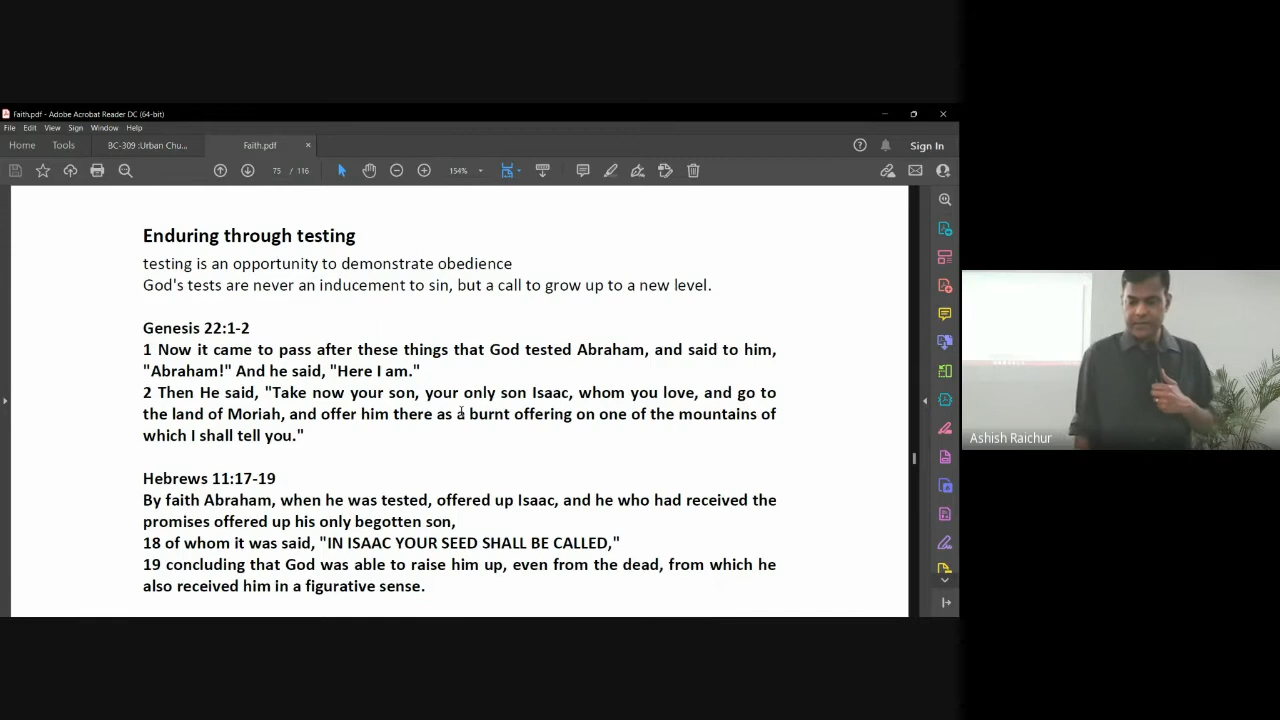 Faith.pdf - Adobe Acrobat Reader DC (64-bit)
File Edit View Sign Window Help
Home Tools BC-309 :Urban Chu... Faith.pdf × Sign In
75 / 116 154%
Enduring through testing
testing is an opportunity to demonstrate obedience
God's tests are never an inducement to sin, but a call to grow up to a new level.
Genesis 22:1-2
1 Now it came to pass after these things that God tested Abraham, and said to him,
"Abraham!" And he said, "Here I am."
2 Then He said, "Take now your son, your only son Isaac, whom you love, and go to
the land of Moriah, and offer him there as a burnt offering on one of the mountains of
which I shall tell you."
Hebrews 11:17-19
By faith Abraham, when he was tested, offered up Isaac, and he who had received the
promises offered up his only begotten son,
18 of whom it was said, "IN ISAAC YOUR SEED SHALL BE CALLED,"
19 concluding that God was able to raise him up, even from the dead, from which he
also received him in a figurative sense.
Ashish Raichur